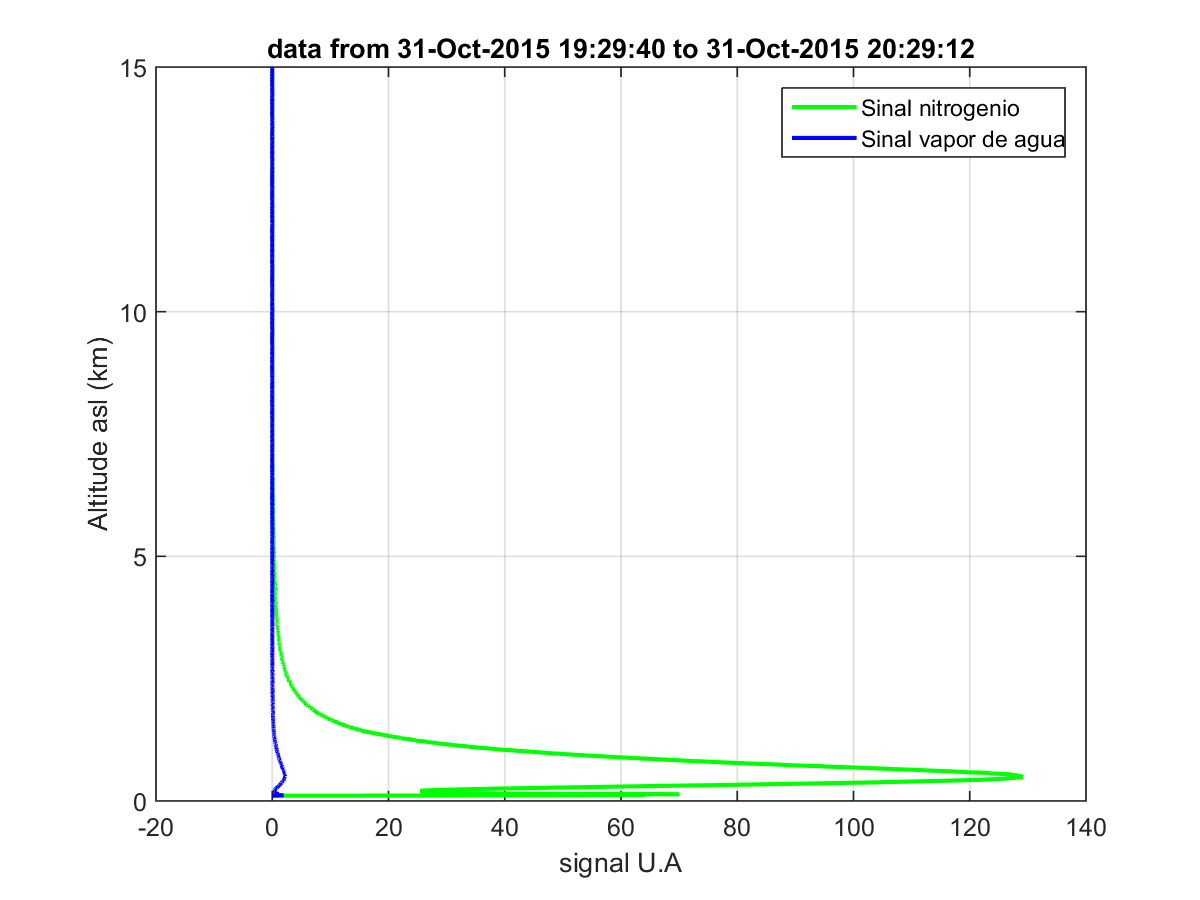 data from 31-Oct-2015 19:29:40 to 31-Oct-2015 20:29:12
15
Sinal nitrogenio
Sinal vapor de agua
10
Altitude asl (km)
5
0
-20 0 20 40 60 80 100 120 140
signal U.A